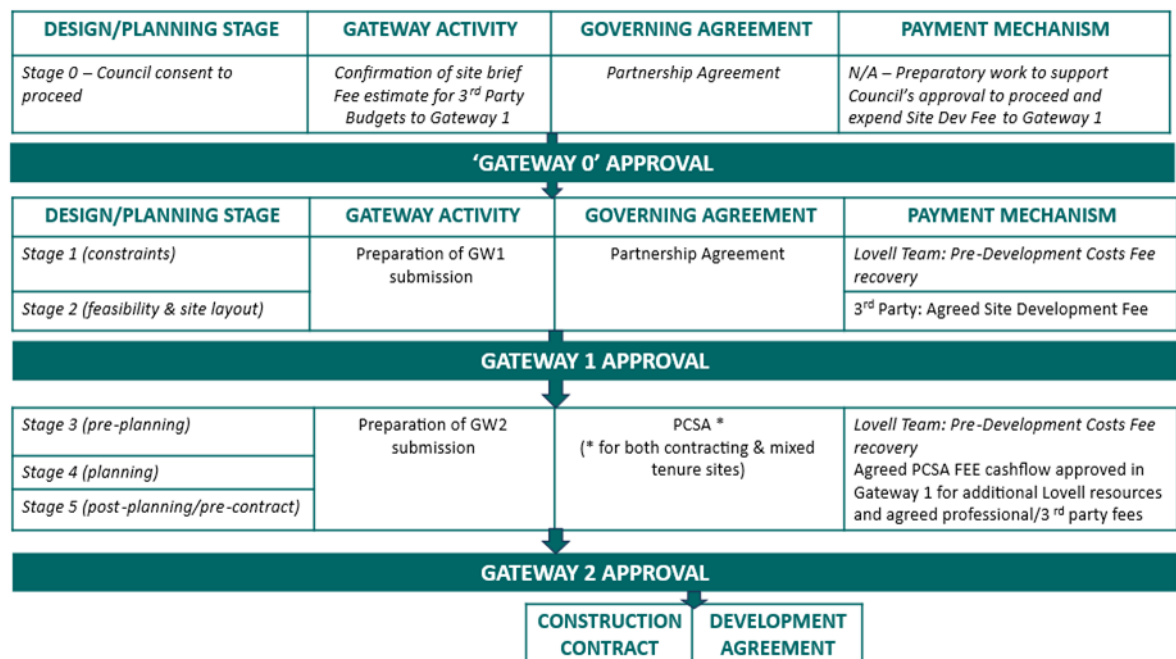 DESIGN/PLANNING STAGE
GATEWAY ACTIVITY
GOVERNING AGREEMENT
PAYMENT MECHANISM
Stage 0 – Council consent to
proceed
Confirmation of site brief
Fee estimate for 3rd Party
Budgets to Gateway 1
Partnership Agreement
N/A – Preparatory work to support
Council's approval to proceed and
expend Site Dev Fee to Gateway 1
'GATEWAY 0' APPROVAL
DESIGN/PLANNING STAGE
GATEWAY ACTIVITY
GOVERNING AGREEMENT
PAYMENT MECHANISM
Stage 1 (constraints)
Stage 2 (feasibility & site layout)
Preparation of GW1
submission
Partnership Agreement
Lovell Team: Pre-Development Costs Fee
recovery
3rd Party: Agreed Site Development Fee
GATEWAY 1 APPROVAL
Stage 3 (pre-planning)
Stage 4 (planning)
Stage 5 (post-planning/pre-contract)
Preparation of GW2
submission
PCSA *
(* for both contracting & mixed
tenure sites)
Lovell Team: Pre-Development Costs Fee
recovery
Agreed PCSA FEE cashflow approved in
Gateway 1 for additional Lovell resources
and agreed professional/3rd party fees
GATEWAY 2 APPROVAL
CONSTRUCTION
CONTRACT
DEVELOPMENT
AGREEMENT